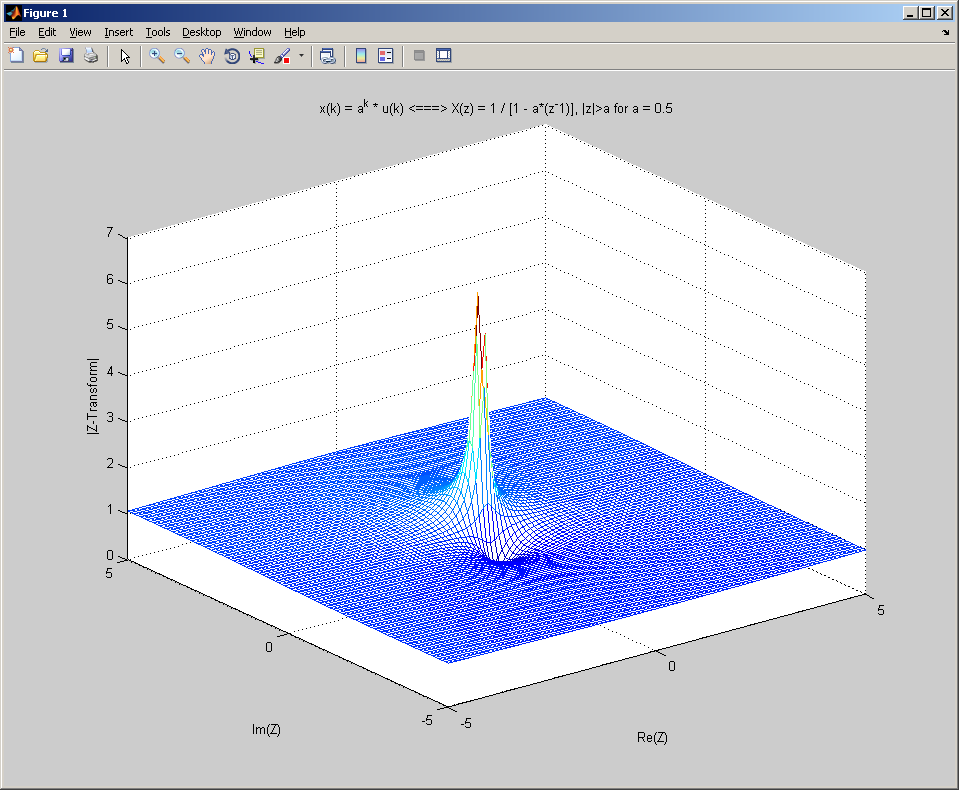 Figure 1
File Edit View Insert Tools Desktop Window Help
x(k) = a^k * u(k) <===> X(z) = 1 / [1 - a*(z^-1)], |z|>a for a = 0.5
7
6
5
4
3
2
1
0
|Z-Transform|
5
0
-5
Im(Z)
-5
0
5
Re(Z)